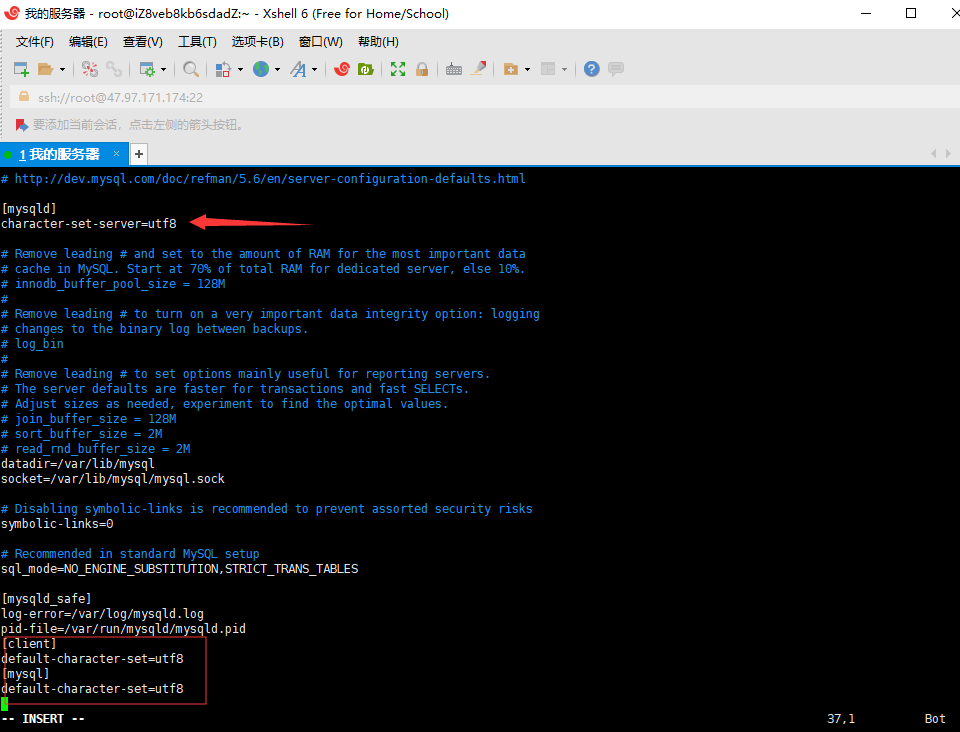 我的服务器 - root@iZ8veb8kb6sdadZ:~ - Xshell 6 (Free for Home/School)
文件(F) 编辑(E) 查看(V) 工具(T) 选项卡(B) 窗口(W) 帮助(H)
ssh://root@47.97.171.174:22
要添加当前会话，点击左侧的箭头按钮。
1 我的服务器 × +
# http://dev.mysql.com/doc/refman/5.6/en/server-configuration-defaults.html
[mysqld]
character-set-server=utf8
# Remove leading # and set to the amount of RAM for the most important data
# cache in MySQL. Start at 70% of total RAM for dedicated server, else 10%.
# innodb_buffer_pool_size = 128M
#
# Remove leading # to turn on a very important data integrity option: logging
# changes to the binary log between backups.
# log_bin
#
# Remove leading # to set options mainly useful for reporting servers.
# The server defaults are faster for transactions and fast SELECTs.
# Adjust sizes as needed, experiment to find the optimal values.
# join_buffer_size = 128M
# sort_buffer_size = 2M
# read_rnd_buffer_size = 2M
datadir=/var/lib/mysql
socket=/var/lib/mysql/mysql.sock
# Disabling symbolic-links is recommended to prevent assorted security risks
symbolic-links=0
# Recommended in standard MySQL setup
sql_mode=NO_ENGINE_SUBSTITUTION,STRICT_TRANS_TABLES
[mysqld_safe]
log-error=/var/log/mysqld.log
pid-file=/var/run/mysqld/mysqld.pid
[client]
default-character-set=utf8
[mysql]
default-character-set=utf8
-- INSERT -- 37,1 Bot